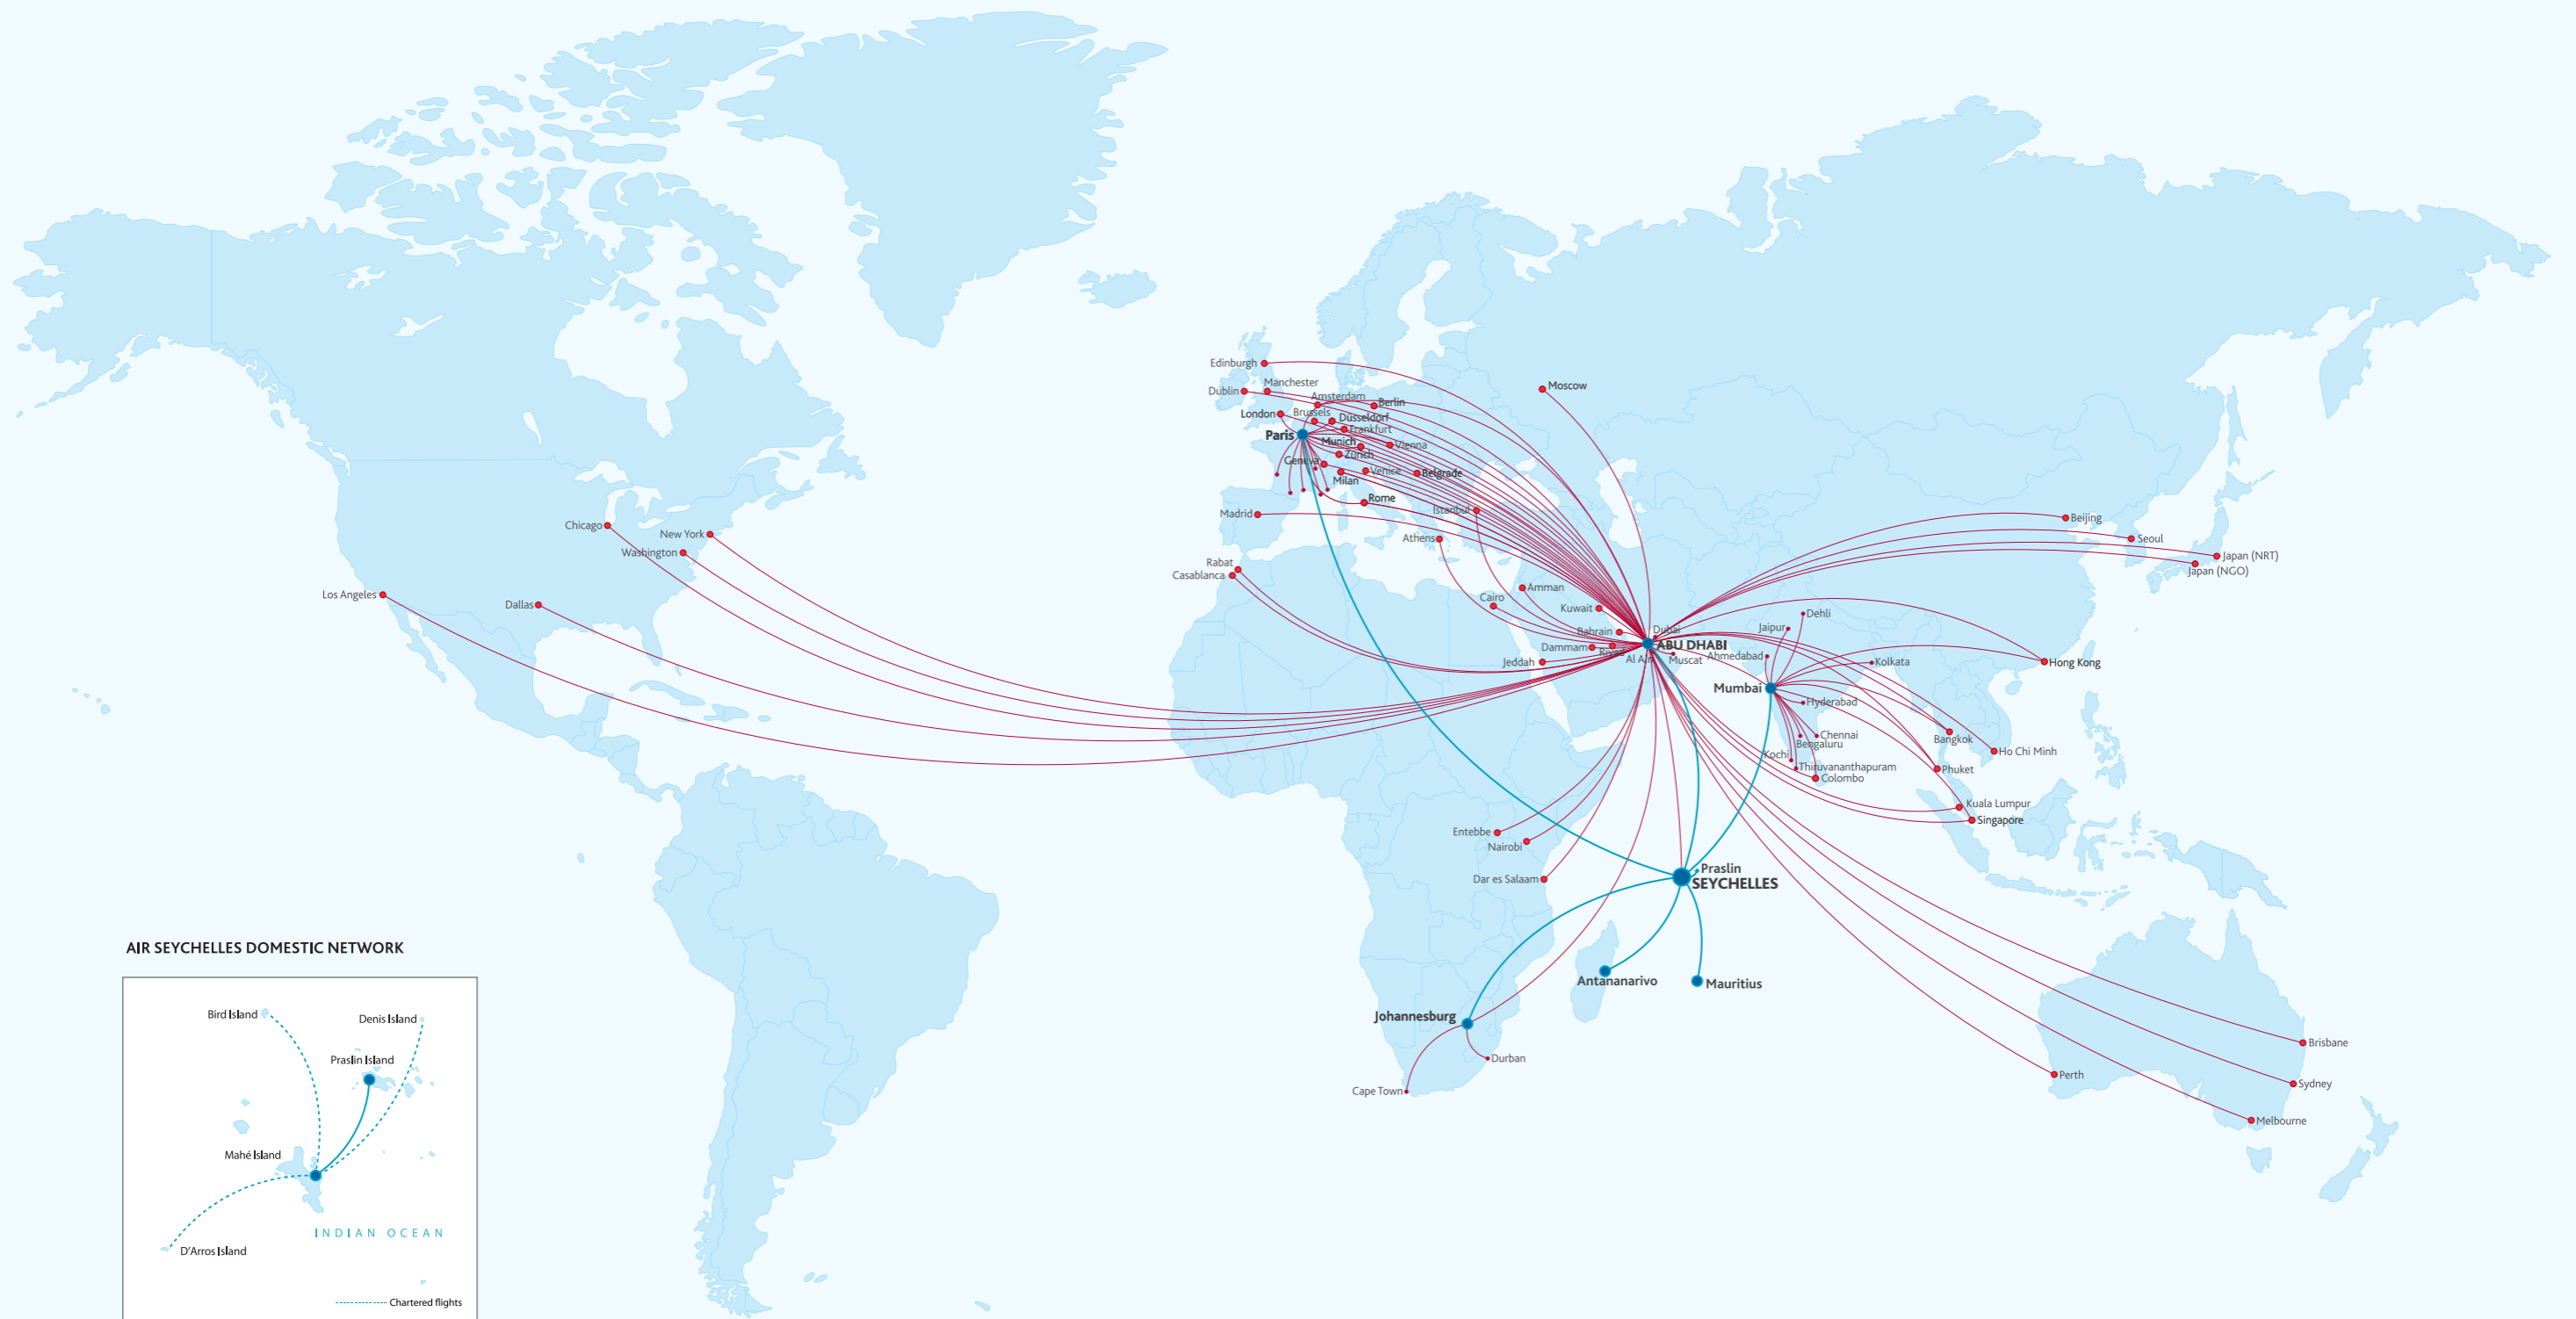 Edinburgh
Dublin
Manchester
Moscow
Amsterdam
Berlin
London
Brussels
Düsseldorf
Frankfurt
Paris
Munich
Vienna
Zürich
Geneva
Venice
Belgrade
Milan
Rome
Madrid
Istanbul
Athens
Rabat
Casablanca
Chicago
New York
Washington
Los Angeles
Dallas
Beijing
Seoul
Japan (NRT)
Japan (NGO)
Amman
Cairo
Kuwait
Dehli
Jaipur
Bahrain
Dubai
ABU DHABI
Dammam
Riyad
Al Ain
Muscat
Ahmedabad
Jeddah
Kolkata
Hong Kong
Mumbai
Hyderabad
Chennai
Bengaluru
Bangkok
Kochi
Ho Chi Minh
Thiruvananthapuram
Phuket
Colombo
Kuala Lumpur
Singapore
Entebbe
Nairobi
Dar es Salaam
Praslin
SEYCHELLES
Antananarivo
Mauritius
Johannesburg
Durban
Cape Town
Brisbane
Perth
Sydney
Melbourne
AIR SEYCHELLES DOMESTIC NETWORK
Bird Island
Denis Island
Praslin Island
Mahé Island
INDIAN OCEAN
D'Arros Island
Chartered flights